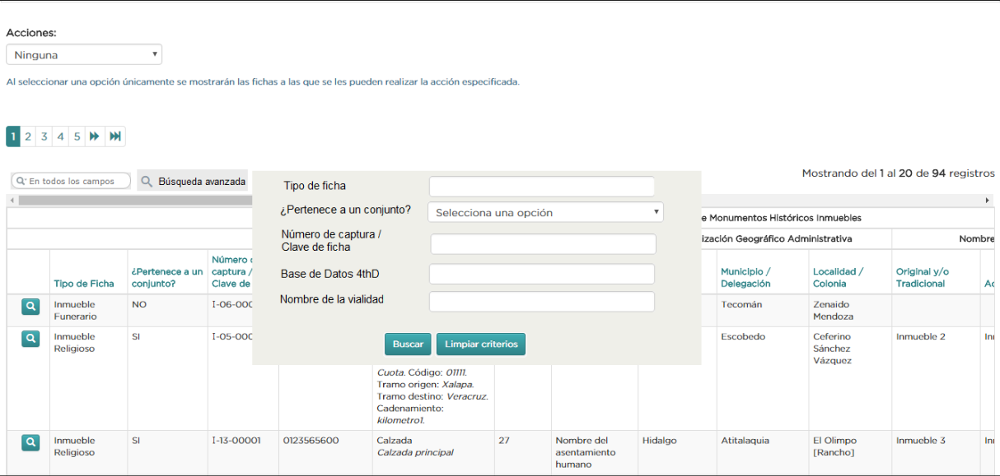 Acciones:
Ninguna
Al seleccionar una opción únicamente se mostrarán las fichas a las que se les pueden realizar la acción especificada.
1 2 3 4 5
En todos los campos
Búsqueda avanzada
Mostrando del 1 al 20 de 94 registros
Tipo de ficha
¿Pertenece a un conjunto?
Selecciona una opción
Número de captura /
Clave de ficha
Base de Datos 4thD
Nombre de la vialidad
Buscar
Limpiar criterios
e Monumentos Históricos Inmuebles
ización Geográfico Administrativa
Nombre
Tipo de Ficha
¿Pertenece a un
conjunto?
Número
captura /
Clave de
Municipio /
Delegación
Localidad /
Colonia
Original y/o
Tradicional
Inmueble
Funerario
NO
I-06-000
Tecomán
Zenaido
Mendoza
Inmueble
Religioso
SI
I-05-000
Escobedo
Ceferino
Sánchez
Vázquez
Inmueble 2
Cuota. Código: 01111.
Tramo origen: Xalapa.
Tramo destino: Veracruz.
Cadenamiento:
kilometro1.
Inmueble
Religioso
SI
I-13-00001
0123565600
Calzada
Calzada principal
27
Nombre del
asentamiento
humano
Hidalgo
Atitalaquia
El Olimpo
[Rancho]
Inmueble 3